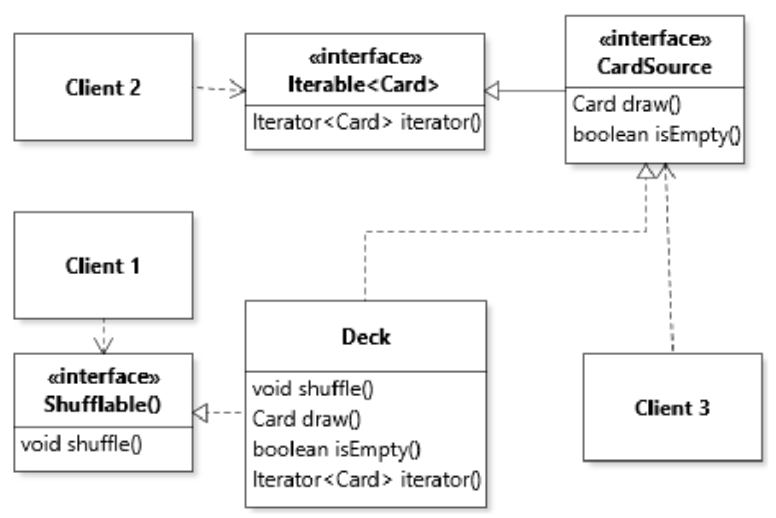 Client 2
«interface»
Iterable<Card>
Iterator<Card> iterator()
«interface»
CardSource
Card draw()
boolean isEmpty()
Client 1
«interface»
Shufflable()
void shuffle()
Deck
void shuffle()
Card draw()
boolean isEmpty()
Iterator<Card> iterator()
Client 3